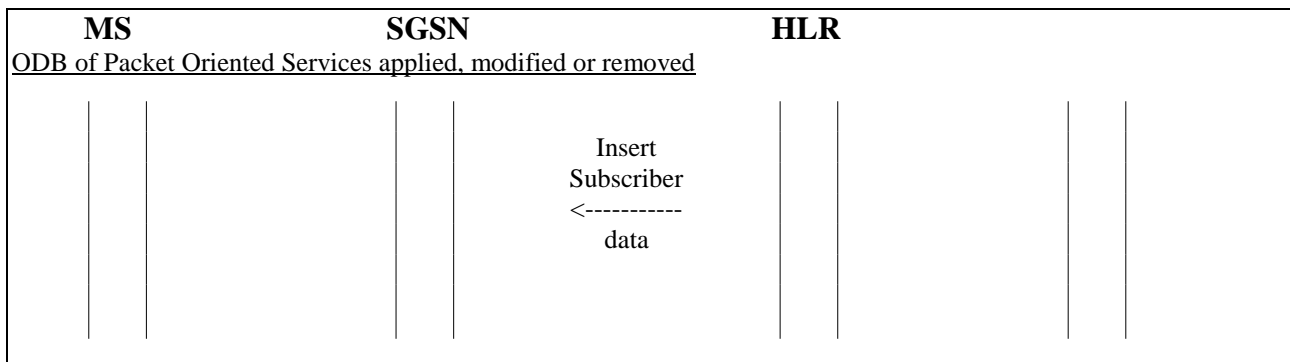 MS SGSN HLR
ODB of Packet Oriented Services applied, modified or removed
Insert
Subscriber
<-----------
data